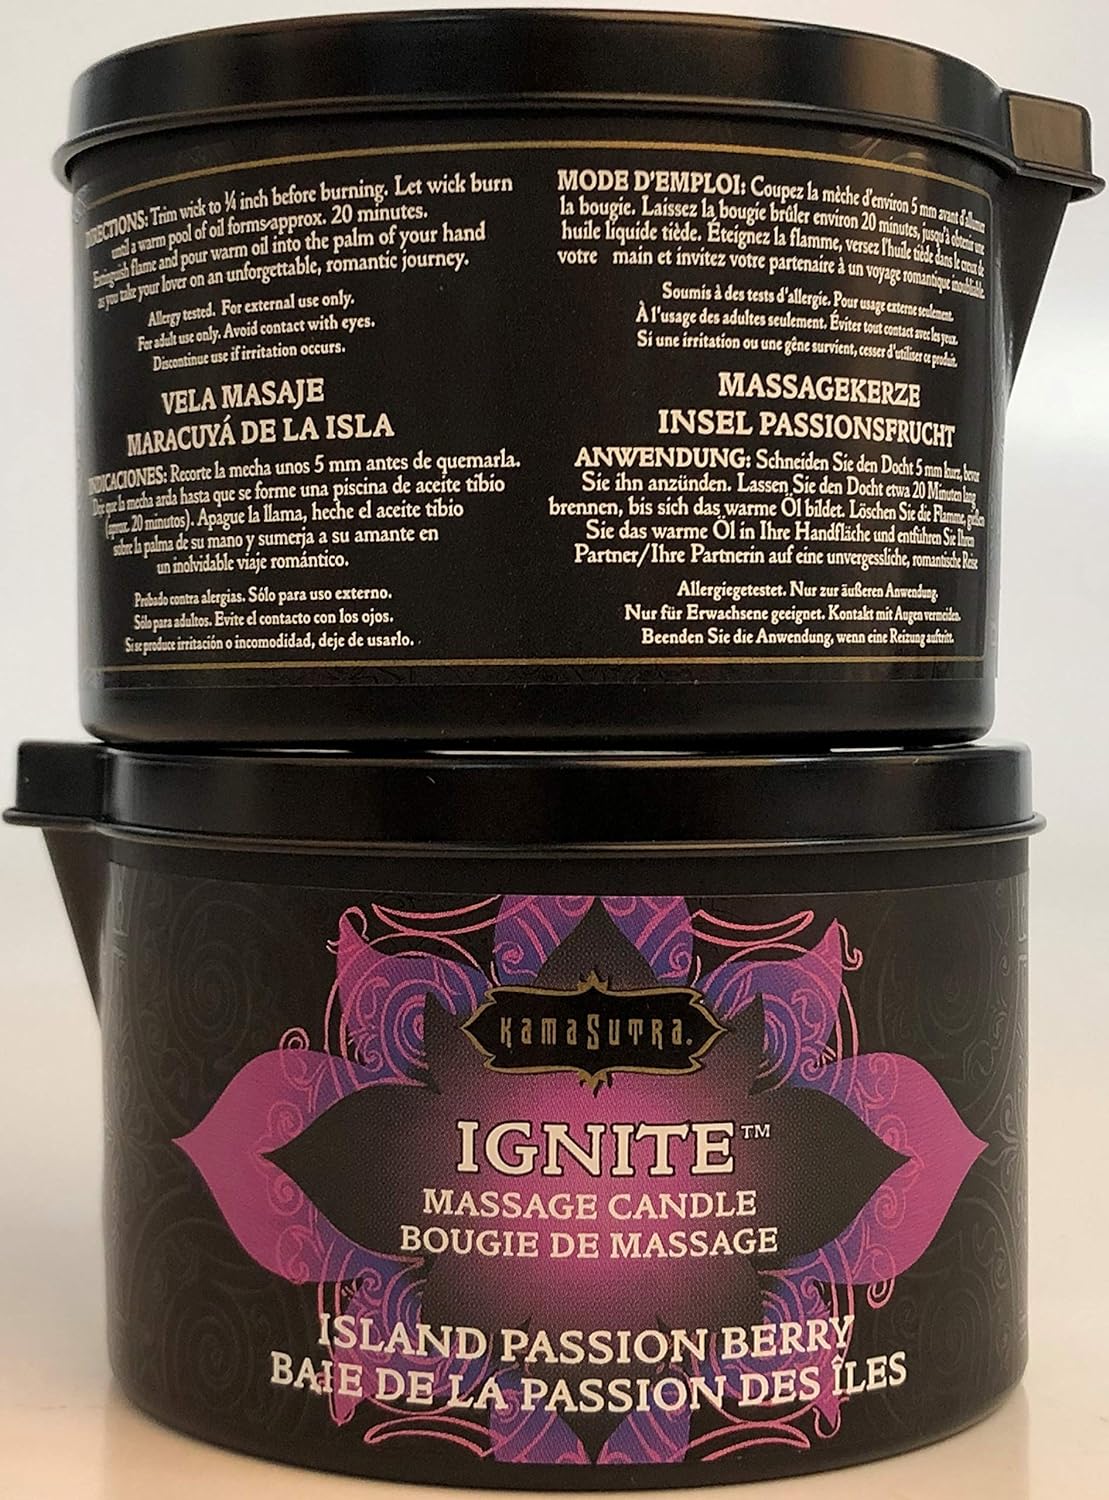 DIRECTIONS: Trim wick to ¼ inch before burning. Let wick burn
until a warm pool of oil forms-approx. 20 minutes.
Extinguish flame and pour warm oil into the palm of your hand
as you take your lover on an unforgettable, romantic journey.
Allergy tested. For external use only.
For adult use only. Avoid contact with eyes.
Discontinue use if irritation occurs.
VELA MASAJE
MARACUYÁ DE LA ISLA
INDICACIONES: Recorte la mecha unos 5 mm antes de quemarla.
Deje que la mecha arda hasta que se forme una piscina de aceite tibio
(aprox. 20 minutos). Apague la llama, heche el aceite tibio
sobre la palma de su mano y sumerja a su amante en
un inolvidable viaje romántico.
Probado contra alergias. Sólo para uso externo.
Sólo para adultos. Evite el contacto con los ojos.
Si se produce irritación o incomodidad, deje de usarlo.
MODE D'EMPLOI: Coupez la mèche d'environ 5 mm avant d'allumer
la bougie. Laissez la bougie brûler environ 20 minutes, jusqu'à obtenir une
huile liquide tiède. Éteignez la flamme, versez l'huile tiède dans le creux de
votre main et invitez votre partenaire à un voyage romantique inoubliable.
Soumis à des tests d'allergie. Pour usage externe seulement.
À l'usage des adultes seulement. Éviter tout contact avec les yeux.
Si une irritation ou une gêne survient, cesser d'utiliser ce produit.
MASSAGEKERZE
INSEL PASSIONSFRUCHT
ANWENDUNG: Schneiden Sie den Docht 5 mm kurz, bevor
Sie ihn anzünden. Lassen Sie den Docht etwa 20 Minuten lang
brennen, bis sich das warme Öl bildet. Löschen Sie die Flamme, gießen
Sie das warme Öl in Ihre Handfläche und entführen Sie Ihren
Partner/Ihre Partnerin auf eine unvergessliche, romantische Reise
Allergiegetestet. Nur zur äußeren Anwendung.
Nur für Erwachsene geeignet. Kontakt mit Augen vermeiden.
Beenden Sie die Anwendung, wenn eine Reizung auftritt.
KAMASUTRA®
IGNITE™
MASSAGE CANDLE
BOUGIE DE MASSAGE
ISLAND PASSION BERRY
BAIE DE LA PASSION DES ÎLES